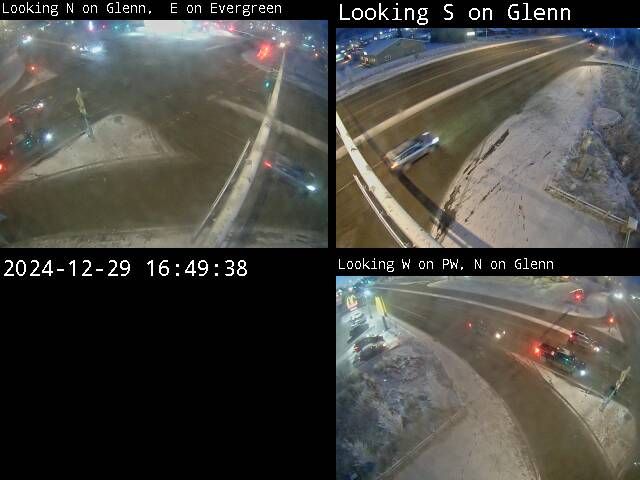 Looking N on Glenn, E on Evergreen
Looking S on Glenn
2024-12-29 16:49:38
Looking W on PW, N on Glenn